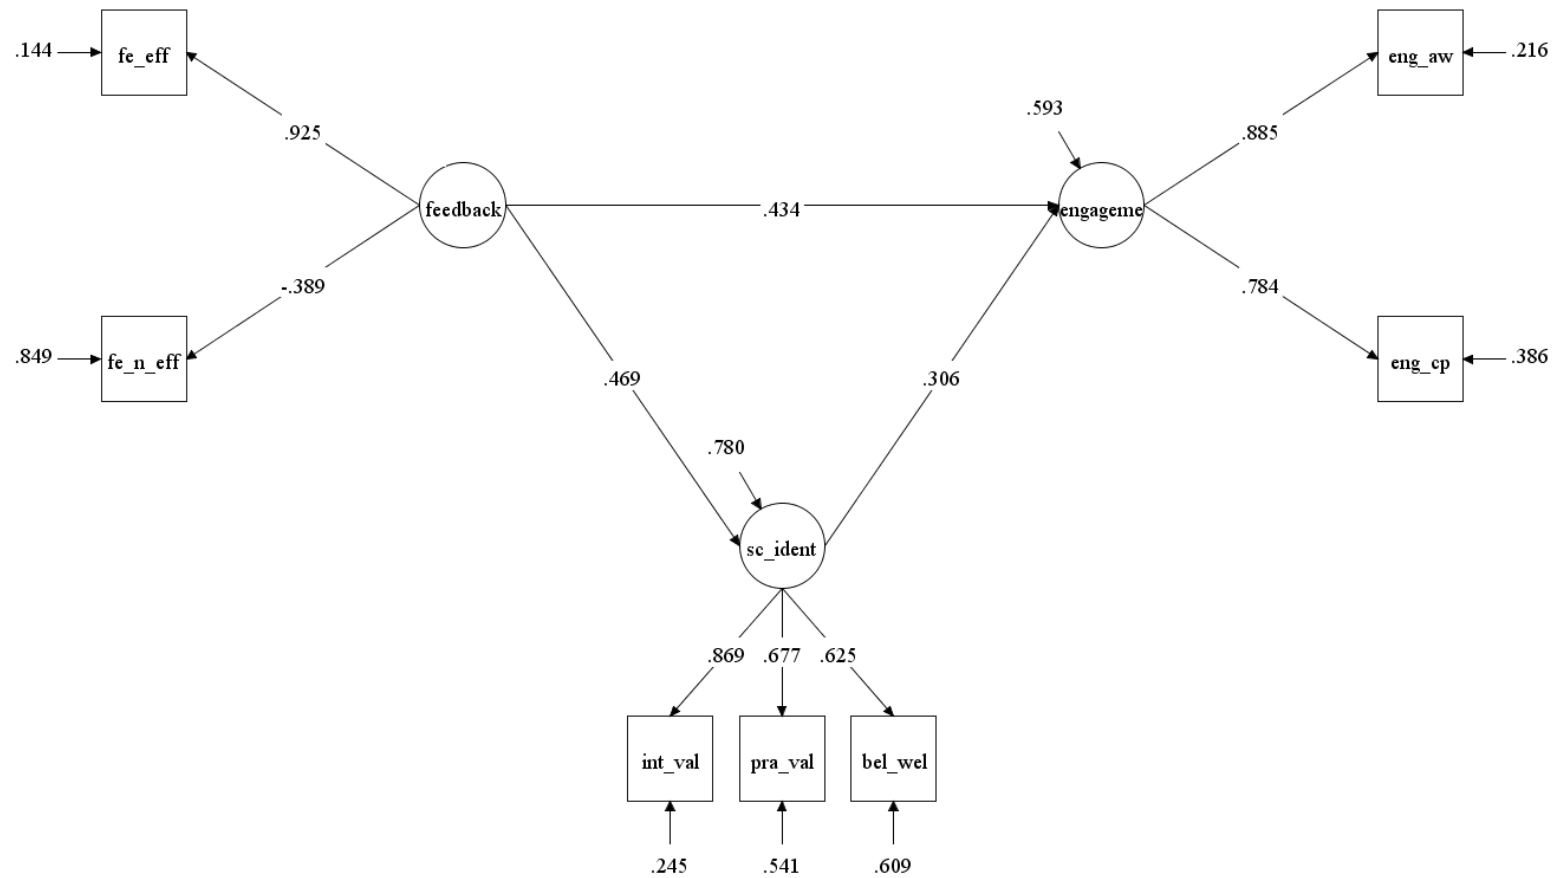 .144
fe_eff
eng_aw
.216
.593
.925
.885
feedback
.434
engageme
-.389
.784
.849
fe_n_eff
eng_cp
.386
.469
.306
.780
sc_ident
.869
.677
.625
int_val
pra_val
bel_wel
.245
.541
.609